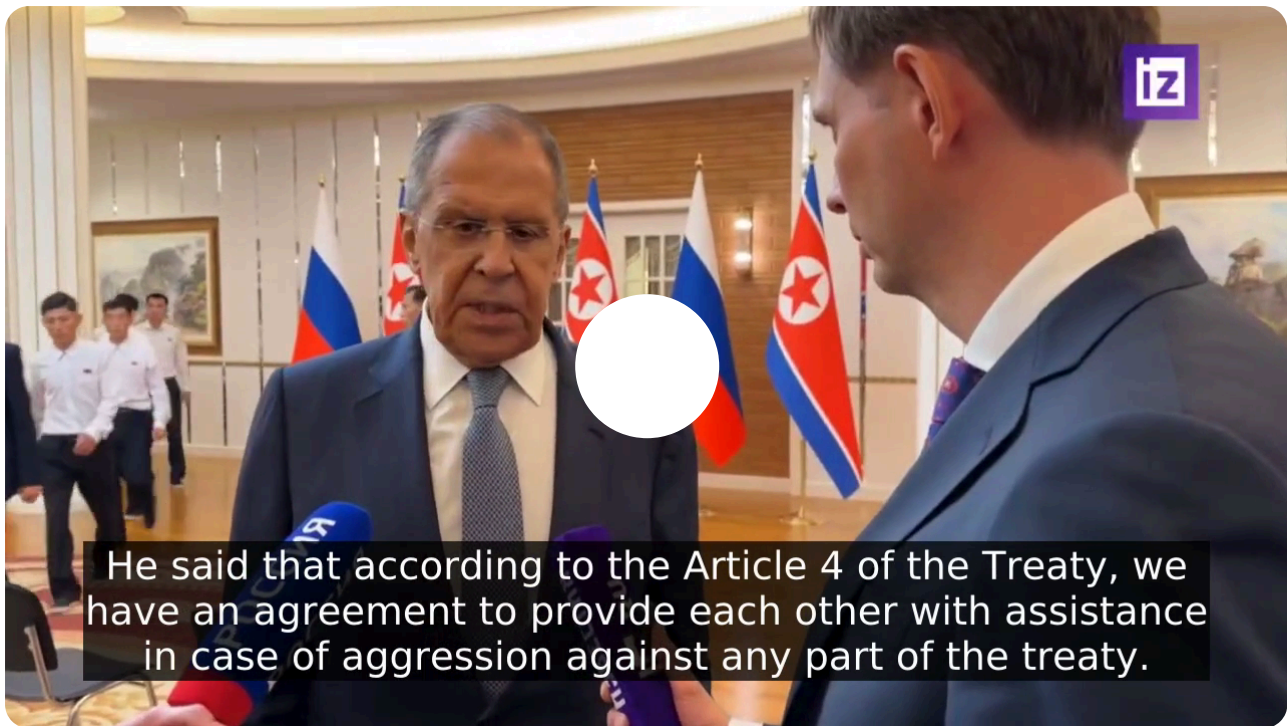 iz
РОССИЯ
He said that according to the Article 4 of the Treaty, we
have an agreement to provide each other with assistance
in case of aggression against any part of the treaty.